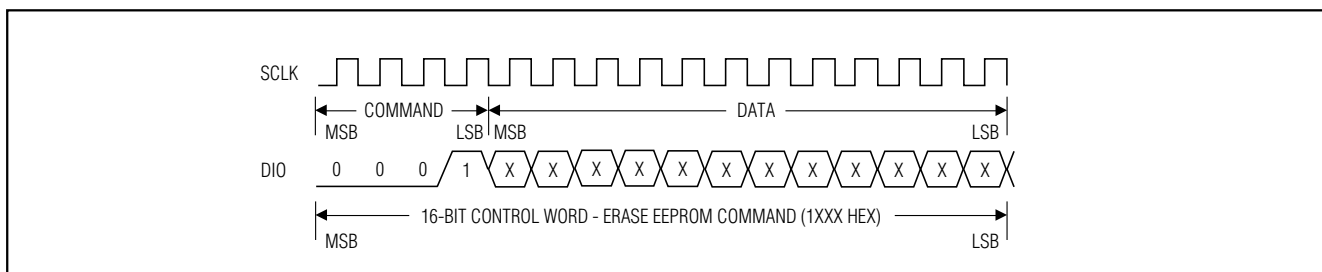 SCLK
COMMAND DATA
MSB LSB MSB LSB
DIO 0 0 0 1 X X X X X X X X X X X X
16-BIT CONTROL WORD - ERASE EEPROM COMMAND (1XXX HEX)
MSB LSB